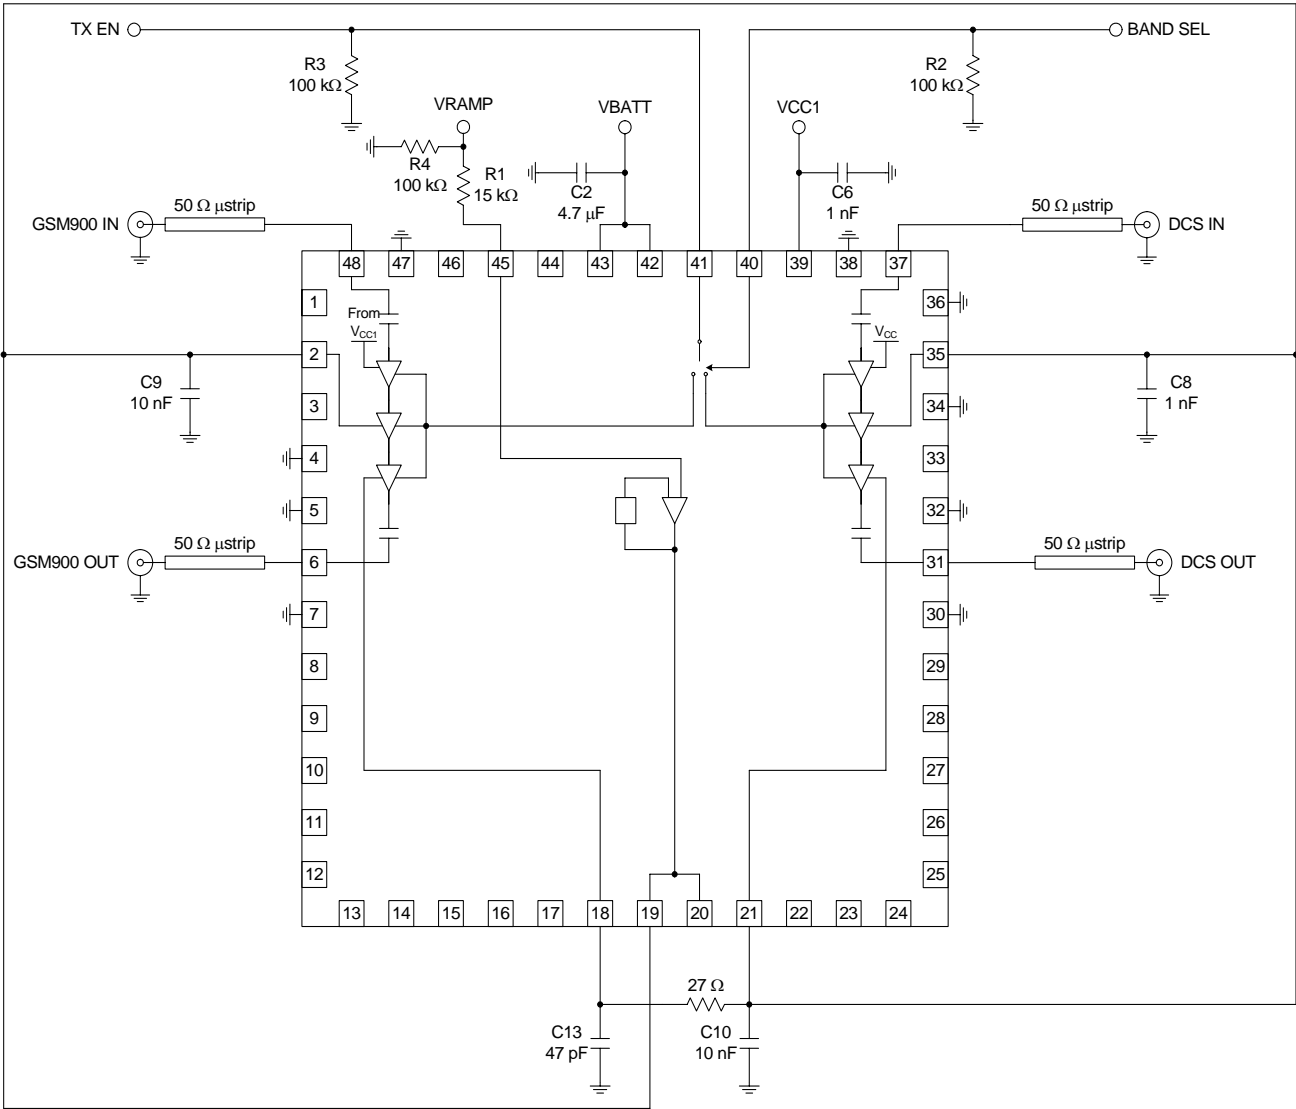 TX EN
BAND SEL
R3
100 kΩ
R2
100 kΩ
VRAMP
VBATT
VCC1
R4
100 kΩ
R1
15 kΩ
C2
4.7 µF
C6
1 nF
GSM900 IN
50 Ω µstrip
50 Ω µstrip
DCS IN
48
47
46
45
44
43
42
41
40
39
38
37
1
36
From
VCC1
VCC
2
35
C9
10 nF
C8
1 nF
3
34
4
33
5
32
GSM900 OUT
50 Ω µstrip
6
31
50 Ω µstrip
DCS OUT
7
30
8
29
9
28
10
27
11
26
12
25
13
14
15
16
17
18
19
20
21
22
23
24
27 Ω
C13
47 pF
C10
10 nF